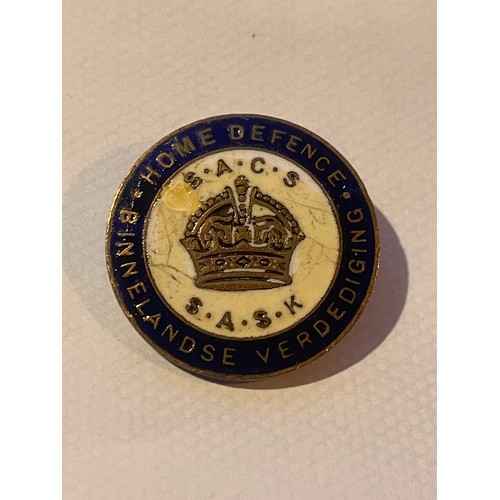 · HOME DEFENCE ·
S·A·C·S
S·A·S·K
BINNELANDSE VERDEDIGING